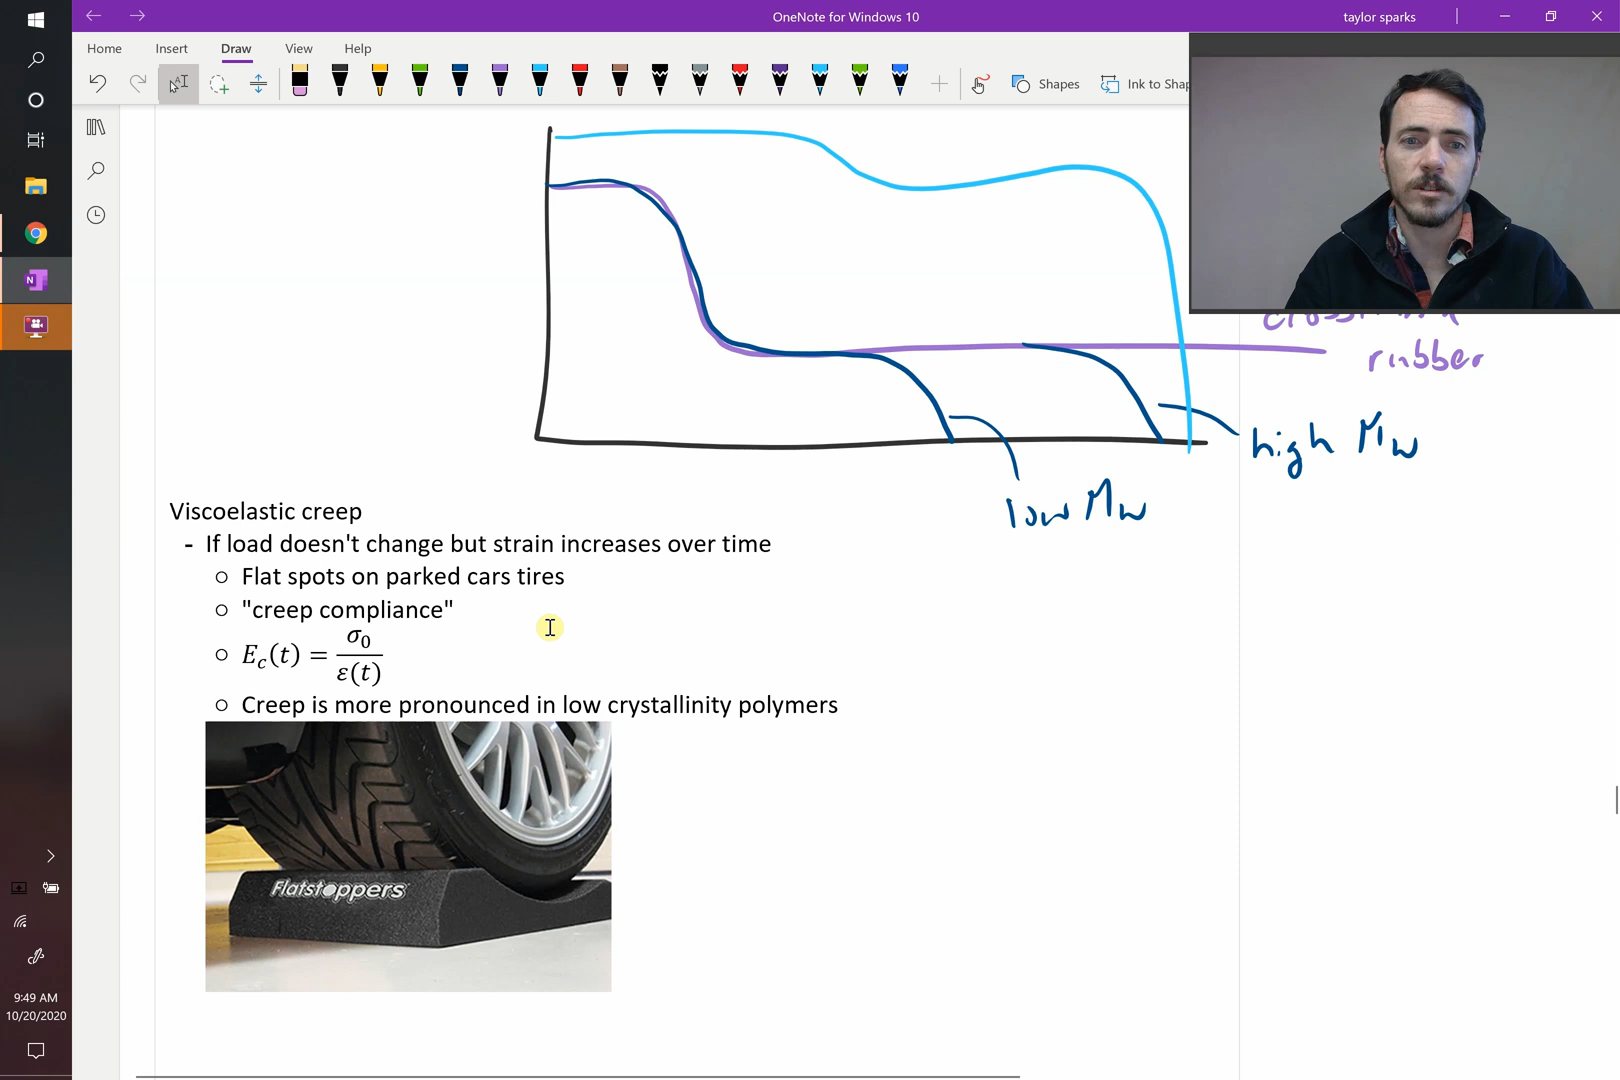 OneNote for Windows 10
taylor sparks
Home Insert Draw View Help
Shapes
Ink to Shap
rubber
high Mw
low Mw
Viscoelastic creep
- If load doesn't change but strain increases over time
○ Flat spots on parked cars tires
○ "creep compliance"
○ E_c(t) = σ_0 / ε(t)
○ Creep is more pronounced in low crystallinity polymers
Flatstoppers
9:49 AM
10/20/2020